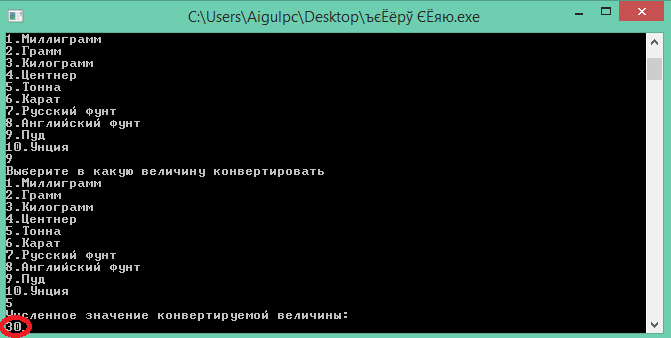 C:\Users\Aigulpc\Desktop\ъєЁёрў ЄЁяю.exe
1.Миллиграмм
2.Грамм
3.Килограмм
4.Центнер
5.Тонна
6.Карат
7.Русский фунт
8.Английский фунт
9.Пуд
10.Унция
9
Выберите в какую величину конвертировать
1.Миллиграмм
2.Грамм
3.Килограмм
4.Центнер
5.Тонна
6.Карат
7.Русский фунт
8.Английский фунт
9.Пуд
10.Унция
5
Численное значение конвертируемой величины:
30